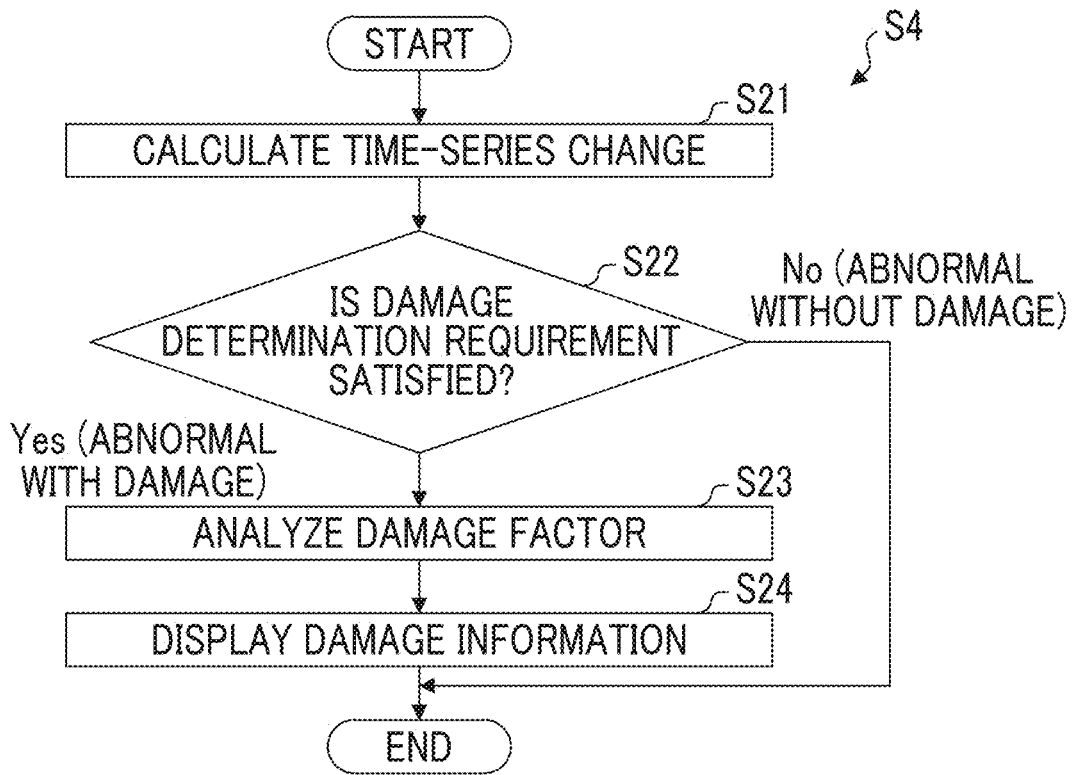 START
S4
S21
CALCULATE TIME-SERIES CHANGE
S22
IS DAMAGE
DETERMINATION REQUIREMENT
SATISFIED?
No (ABNORMAL
WITHOUT DAMAGE)
Yes (ABNORMAL
WITH DAMAGE)
S23
ANALYZE DAMAGE FACTOR
S24
DISPLAY DAMAGE INFORMATION
END